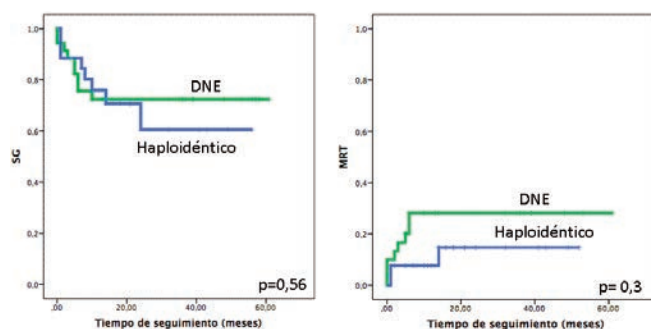 1,0
0,8
0,6
0,4
0,2
0,0
SG
DNE
Haploidéntico
p=0,56
,00 20,00 40,00 60,00
Tiempo de seguimiento (meses)
1,0
0,8
0,6
0,4
0,2
0,0
MRT
DNE
Haploidéntico
p= 0,3
,00 20,00 40,00 60,00
Tiempo de seguimiento (meses)